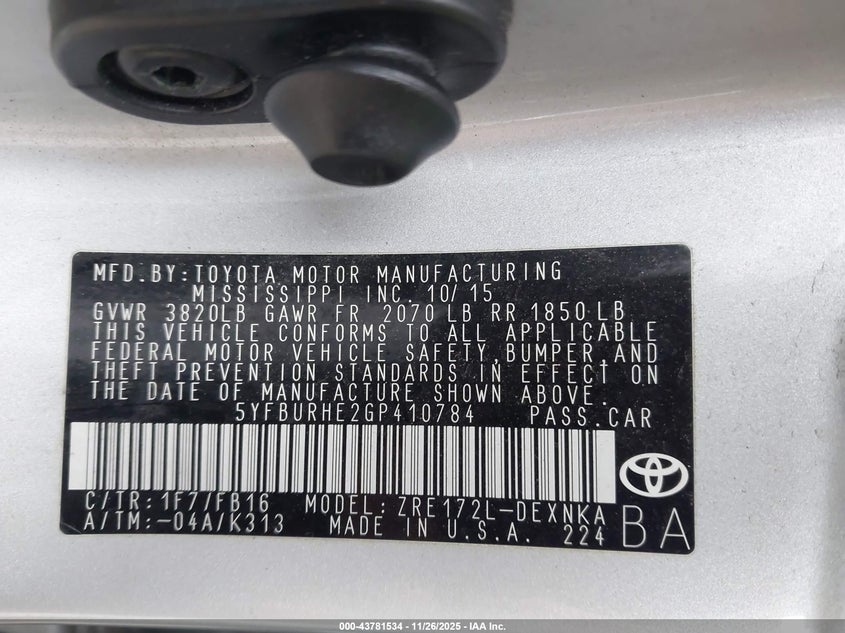 MFD.BY:TOYOTA MOTOR MANUFACTURING
MISSISSIPPI INC. 10/15
GVWR 3820LB GAWR FR 2070 LB RR 1850 LB
THIS VEHICLE CONFORMS TO ALL APPLICABLE
FEDERAL MOTOR VEHICLE SAFETY,BUMPER,AND
THEFT PREVENTION STANDARDS IN EFFECT ON
THE DATE OF MANUFACTURE SHOWN ABOVE.
5YFBURHE2GP410784 PASS.CAR
C/TR:1F7/FB16 MODEL:ZRE172L-DEXNKA
A/TM:-04A/K313 MADE IN U.S.A. 224
BA
000-43781534 - 11/26/2025 - IAA Inc.